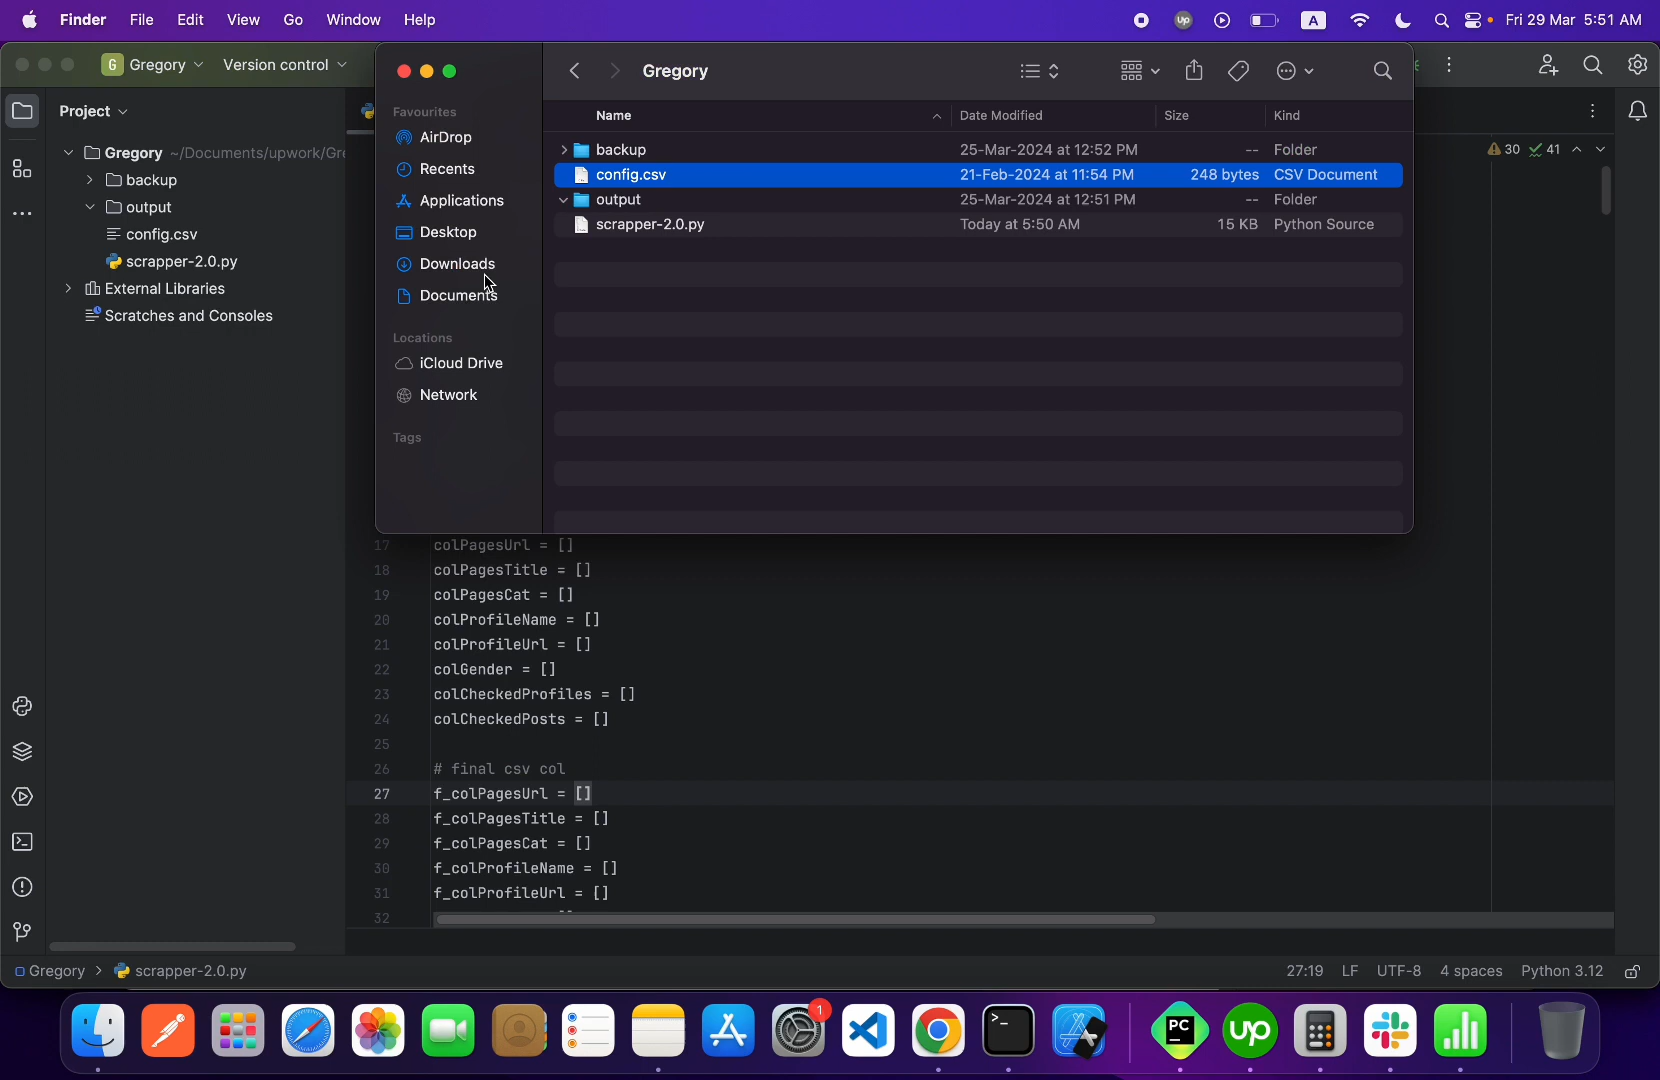 Finder File Edit View Go Window Help
up A Fri 29 Mar 5:51 AM
G Gregory Version control
Project
Gregory ~/Documents/upwork/Gr
backup
output
config.csv
scrapper-2.0.py
External Libraries
Scratches and Consoles
Gregory
Favourites
AirDrop
Recents
Applications
Desktop
Downloads
Documents
Locations
iCloud Drive
Network
Tags
Name Date Modified Size Kind
backup 25-Mar-2024 at 12:52 PM -- Folder
config.csv 21-Feb-2024 at 11:54 PM 248 bytes CSV Document
output 25-Mar-2024 at 12:51 PM -- Folder
scrapper-2.0.py Today at 5:50 AM 15 KB Python Source
30 41
17 colPagesUrl = []
18 colPagesTitle = []
19 colPagesCat = []
20 colProfileName = []
21 colProfileUrl = []
22 colGender = []
23 colCheckedProfiles = []
24 colCheckedPosts = []
25
26 # final csv col
27 f_colPagesUrl = []
28 f_colPagesTitle = []
29 f_colPagesCat = []
30 f_colProfileName = []
31 f_colProfileUrl = []
32
Gregory > scrapper-2.0.py 27:19 LF UTF-8 4 spaces Python 3.12
1
PC
up